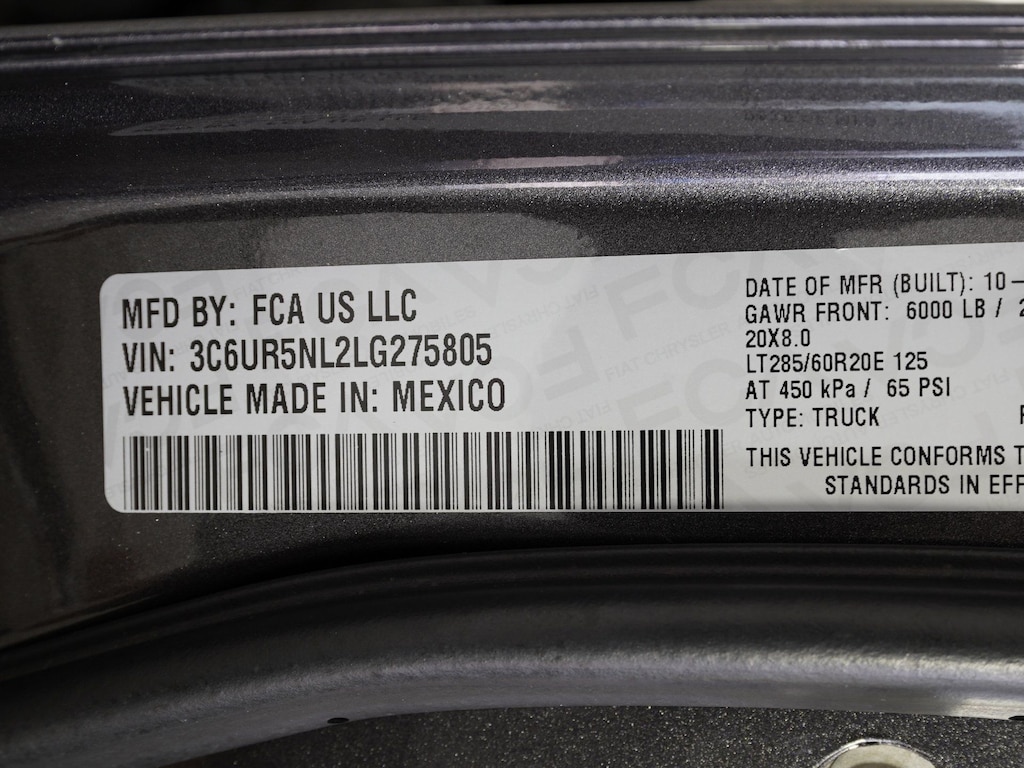 MFD BY: FCA US LLC
VIN: 3C6UR5NL2LG275805
VEHICLE MADE IN: MEXICO
DATE OF MFR (BUILT): 10-
GAWR FRONT: 6000 LB /
20X8.0
LT285/60R20E 125
AT 450 kPa / 65 PSI
TYPE: TRUCK
THIS VEHICLE CONFORMS
STANDARDS IN